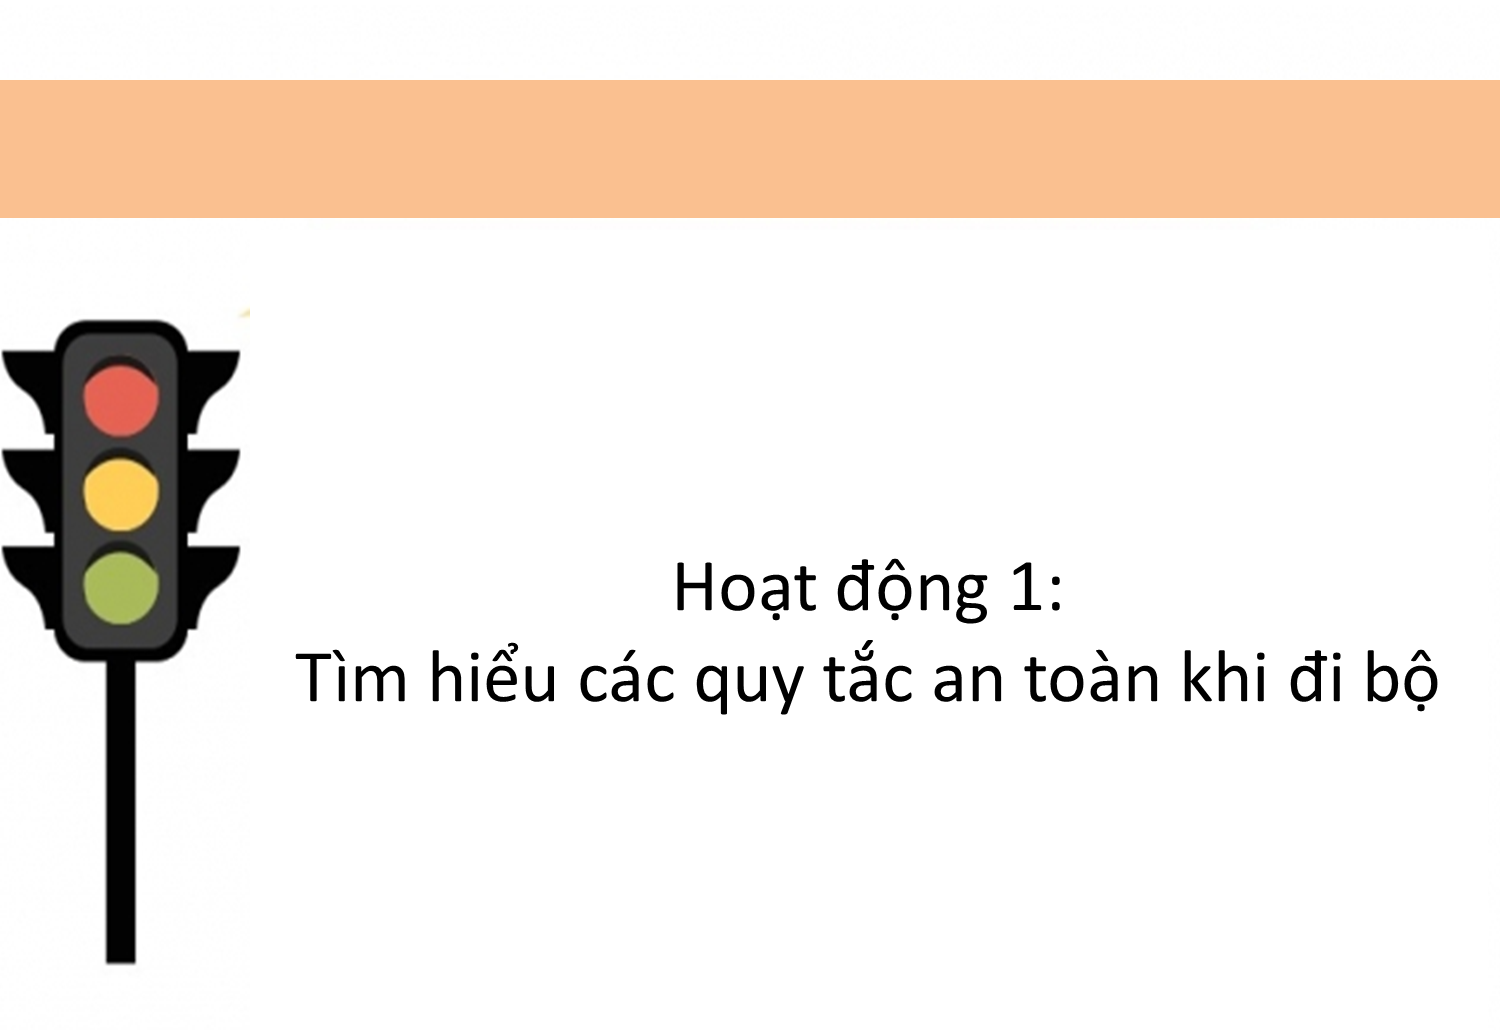 Hoạt động 1:
Tìm hiểu các quy tắc an toàn khi đi bộ